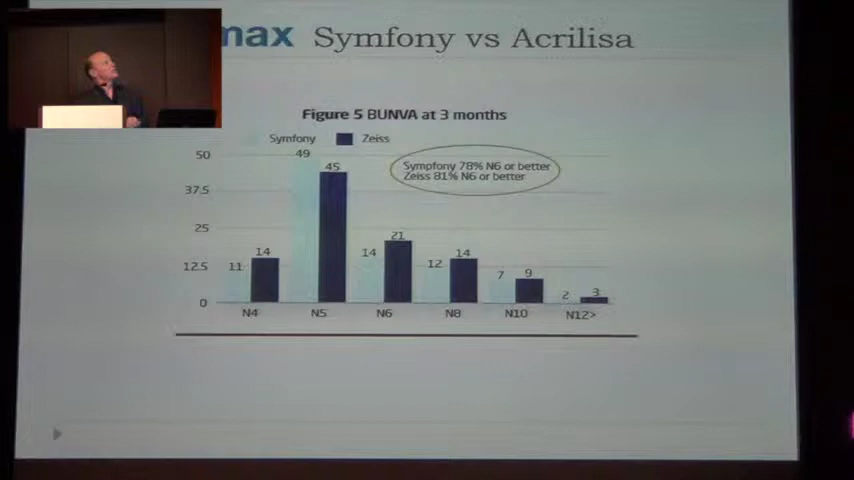 max Symfony vs Acrilisa
Figure 5 BUNVA at 3 months
Symfony Zeiss
50
37.5
25
12.5
0
49
45
Sympfony 78% N6 or better
Zeiss 81% N6 or better
11
14
14
21
12
14
7
9
2
3
N4
N5
N6
N8
N10
N12>